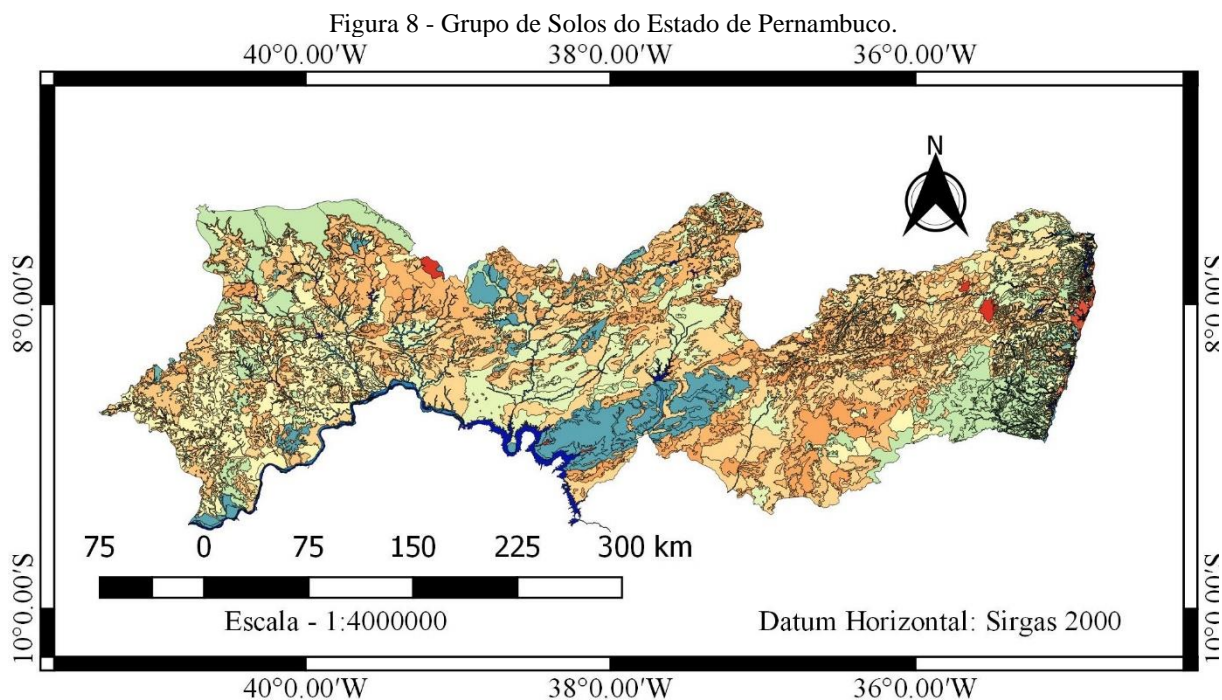 Figura 8 - Grupo de Solos do Estado de Pernambuco.
40°0.00'W 38°0.00'W 36°0.00'W
N
8°0.00'S 8°0.00'S
75 0 75 150 225 300 km
Escala - 1:4000000 Datum Horizontal: Sirgas 2000
10°0.00'S 10°0.00'S
40°0.00'W 38°0.00'W 36°0.00'W